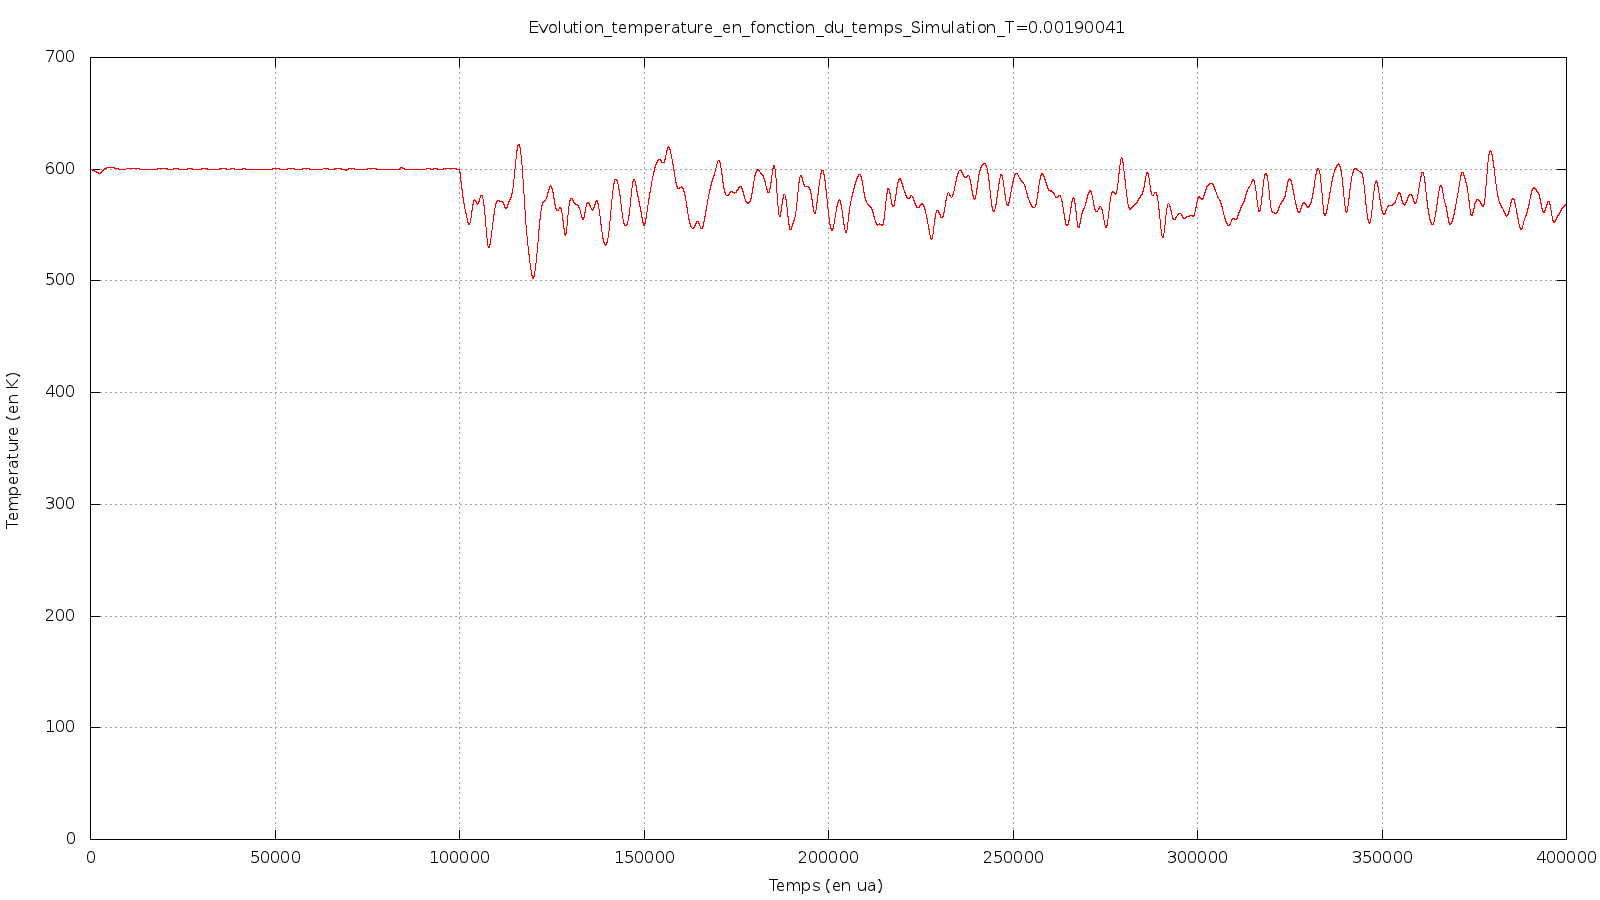 Evolution_temperature_en_fonction_du_temps_Simulation_T=0.00190041
700
600
500
400
300
200
100
0
Temperature (en K)
0 50000 100000 150000 200000 250000 300000 350000 400000
Temps (en ua)